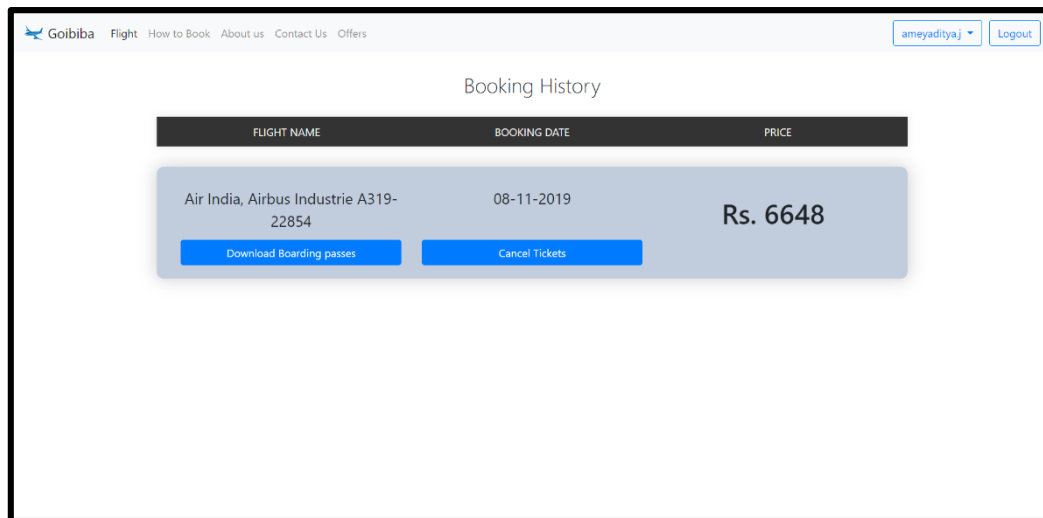 Goibiba Flight How to Book About us Contact Us Offers ameyaditya.j Logout
Booking History
FLIGHT NAME BOOKING DATE PRICE
Air India, Airbus Industrie A319- 08-11-2019
22854
Rs. 6648
Download Boarding passes Cancel Tickets